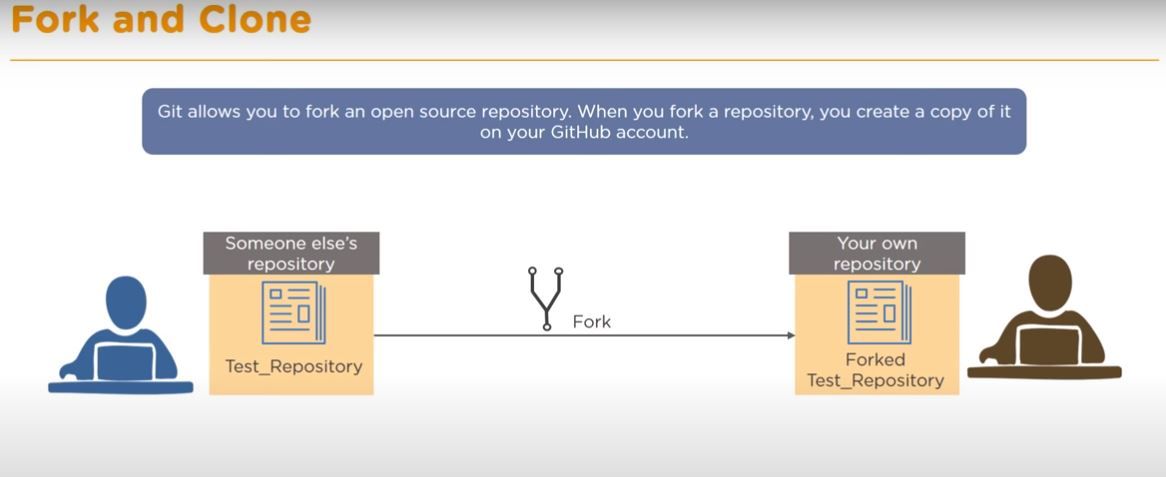 Fork and Clone
Git allows you to fork an open source repository. When you fork a repository, you create a copy of it
on your GitHub account.
Someone else's
repository
Test_Repository
Fork
Your own
repository
Forked
Test_Repository